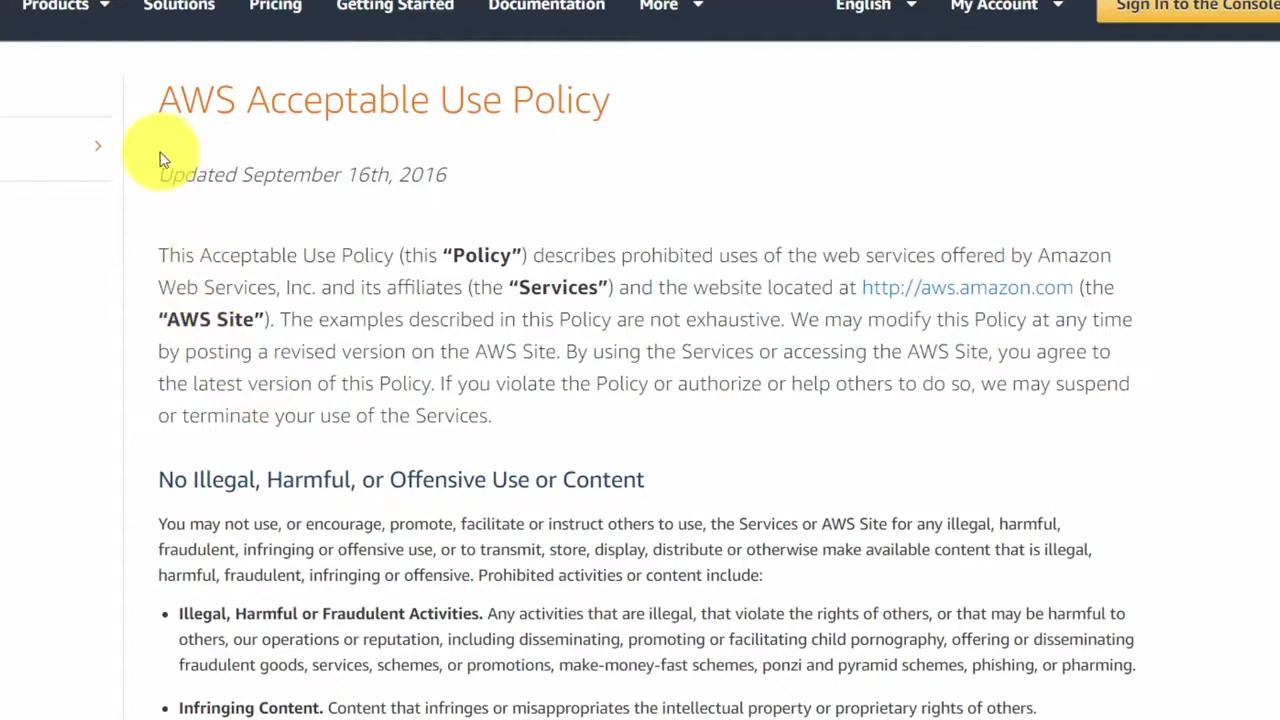 Products Solutions Pricing Getting Started Documentation More English My Account Sign In to the Console
AWS Acceptable Use Policy
Updated September 16th, 2016
This Acceptable Use Policy (this “Policy”) describes prohibited uses of the web services offered by Amazon
Web Services, Inc. and its affiliates (the “Services”) and the website located at http://aws.amazon.com (the
“AWS Site”). The examples described in this Policy are not exhaustive. We may modify this Policy at any time
by posting a revised version on the AWS Site. By using the Services or accessing the AWS Site, you agree to
the latest version of this Policy. If you violate the Policy or authorize or help others to do so, we may suspend
or terminate your use of the Services.
No Illegal, Harmful, or Offensive Use or Content
You may not use, or encourage, promote, facilitate or instruct others to use, the Services or AWS Site for any illegal, harmful,
fraudulent, infringing or offensive use, or to transmit, store, display, distribute or otherwise make available content that is illegal,
harmful, fraudulent, infringing or offensive. Prohibited activities or content include:
• Illegal, Harmful or Fraudulent Activities. Any activities that are illegal, that violate the rights of others, or that may be harmful to
others, our operations or reputation, including disseminating, promoting or facilitating child pornography, offering or disseminating
fraudulent goods, services, schemes, or promotions, make-money-fast schemes, ponzi and pyramid schemes, phishing, or pharming.
• Infringing Content. Content that infringes or misappropriates the intellectual property or proprietary rights of others.